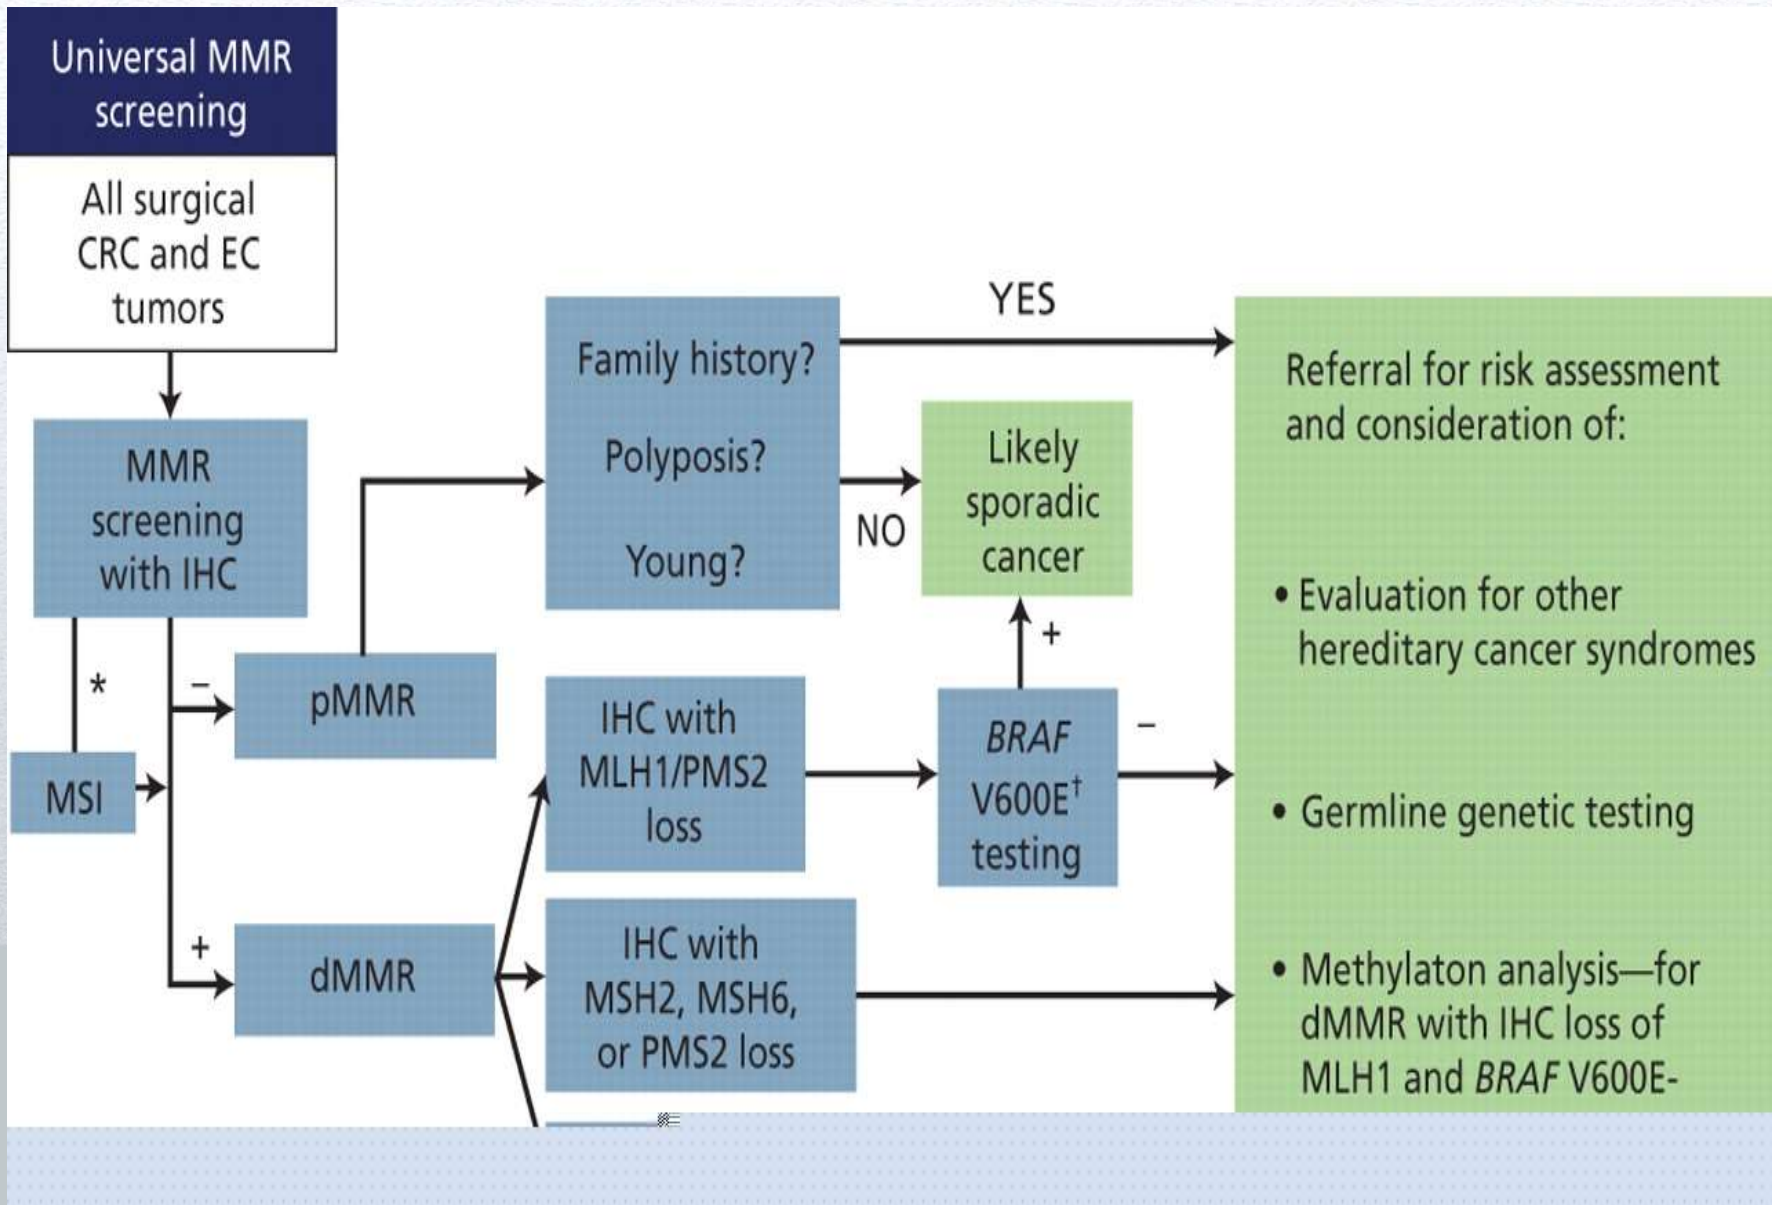 Universal MMR
screening
All surgical
CRC and EC
tumors
MMR
screening
with IHC
*
–
+
MSI
pMMR
dMMR
Family history?
Polyposis?
Young?
YES
NO
Likely
sporadic
cancer
+
IHC with
MLH1/PMS2
loss
BRAF
V600E†
testing
–
IHC with
MSH2, MSH6,
or PMS2 loss
Referral for risk assessment
and consideration of:
• Evaluation for other
hereditary cancer syndromes
• Germline genetic testing
• Methylaton analysis—for
dMMR with IHC loss of
MLH1 and BRAF V600E-